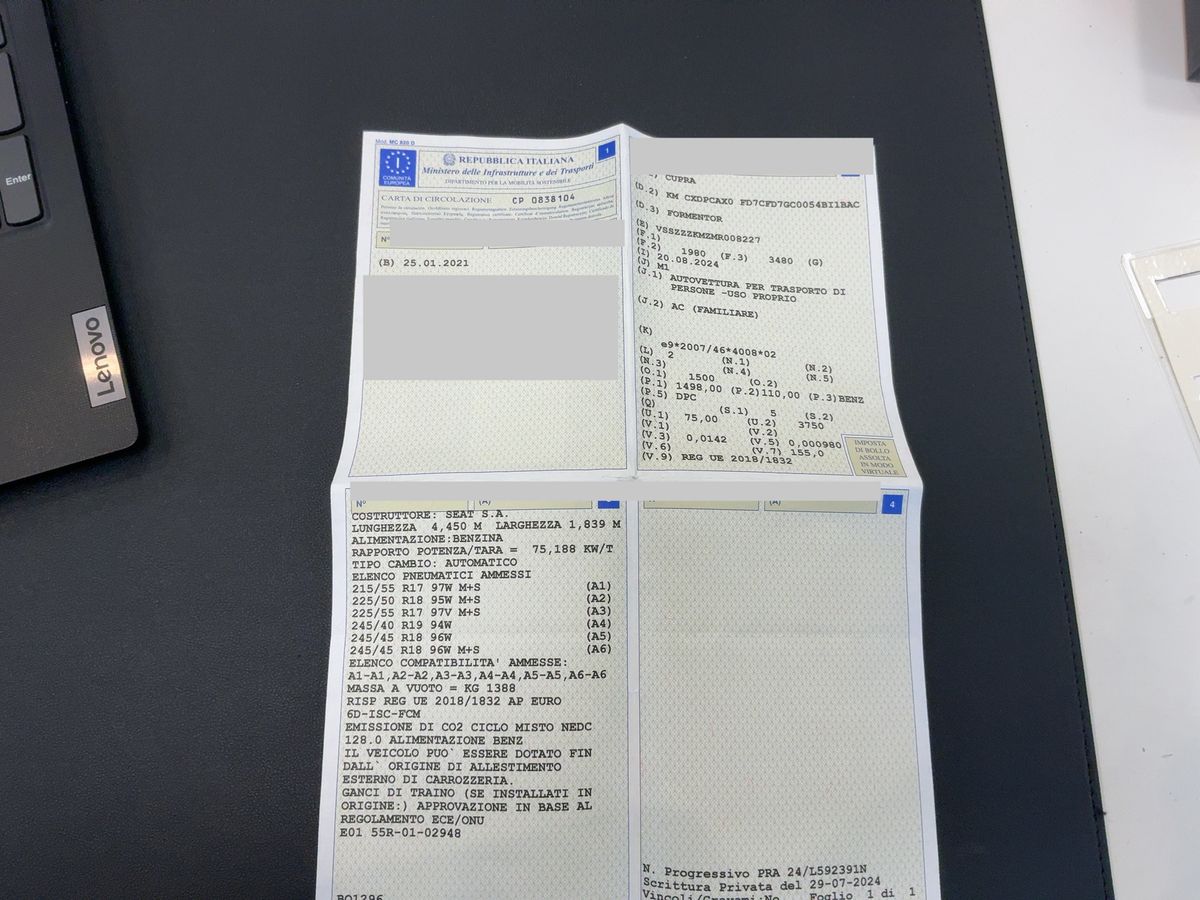 Enter
Lenovo
Mod. MC 820 D
COMUNITÀ
EUROPEA
I
REPUBBLICA ITALIANA
Ministero delle Infrastrutture e dei Trasporti
DIPARTIMENTO PER LA MOBILITÀ SOSTENIBILE
1
CARTA DI CIRCOLAZIONE CP 0838104
N°
(B) 25.01.2021
CUPRA
(D.2) KM CXDPCAX0 FD7CFD7GC0054BI1BAC
(D.3) FORMENTOR
(E) VSSZZZKMZMR008227
(F.1)
(F.2) 1980 (F.3) 3480 (G)
(I) 20.08.2024
(J) M1
(J.1) AUTOVETTURA PER TRASPORTO DI
PERSONE -USO PROPRIO
(J.2) AC (FAMILIARE)
(K)
e9*2007/46*4008*02
(L) 2 (N.1) (N.2)
(N.3) (N.4) (N.5)
(O.1) 1500 (O.2)
(P.1) 1498,00 (P.2)110,00 (P.3)BENZ
(P.5) DPC
(Q) (S.1) 5 (S.2)
(U.1) 75,00 (U.2) 3750
(V.1) (V.2)
(V.3) 0,0142 (V.5) 0,000980
(V.6) (V.7) 155,0
(V.9) REG UE 2018/1832
IMPOSTA
DI BOLLO
ASSOLTA
IN MODO
VIRTUALE
N° (A)
COSTRUTTORE: SEAT S.A.
LUNGHEZZA 4,450 M LARGHEZZA 1,839 M
ALIMENTAZIONE:BENZINA
RAPPORTO POTENZA/TARA = 75,188 KW/T
TIPO CAMBIO: AUTOMATICO
ELENCO PNEUMATICI AMMESSI
215/55 R17 97W M+S (A1)
225/50 R18 95W M+S (A2)
225/55 R17 97V M+S (A3)
245/40 R19 94W (A4)
245/45 R18 96W (A5)
245/45 R18 96W M+S (A6)
ELENCO COMPATIBILITA' AMMESSE:
A1-A1,A2-A2,A3-A3,A4-A4,A5-A5,A6-A6
MASSA A VUOTO = KG 1388
RISP REG UE 2018/1832 AP EURO
6D-ISC-FCM
EMISSIONE DI CO2 CICLO MISTO NEDC
128.0 ALIMENTAZIONE BENZ
IL VEICOLO PUO` ESSERE DOTATO FIN
DALL` ORIGINE DI ALLESTIMENTO
ESTERNO DI CARROZZERIA.
GANCI DI TRAINO (SE INSTALLATI IN
ORIGINE:) APPROVAZIONE IN BASE AL
REGOLAMENTO ECE/ONU
E01 55R-01-02948
BO1296
(A)
4
N. Progressivo PRA 24/L592391N
Scrittura Privata del 29-07-2024
Vincoli/Gravami:No Foglio 1 di 1